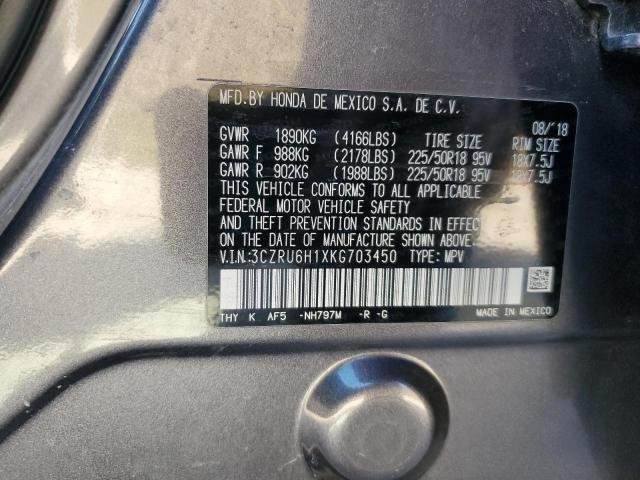 MFD.BY HONDA DE MEXICO S.A. DE C.V.
08/'18
GVWR 1890KG (4166LBS) TIRE SIZE RIM SIZE
GAWR F 988KG (2178LBS) 225/50R18 95V 18X7.5J
GAWR R 902KG (1988LBS) 225/50R18 95V 18X7.5J
THIS VEHICLE CONFORMS TO ALL APPLICABLE
FEDERAL MOTOR VEHICLE SAFETY
AND THEFT PREVENTION STANDARDS IN EFFECT
ON THE DATE OF MANUFACTURE SHOWN ABOVE.
V.I.N.:3CZRU6H1XKG703450 TYPE: MPV
THY K AF5 -NH797M -R -G
MADE IN MEXICO